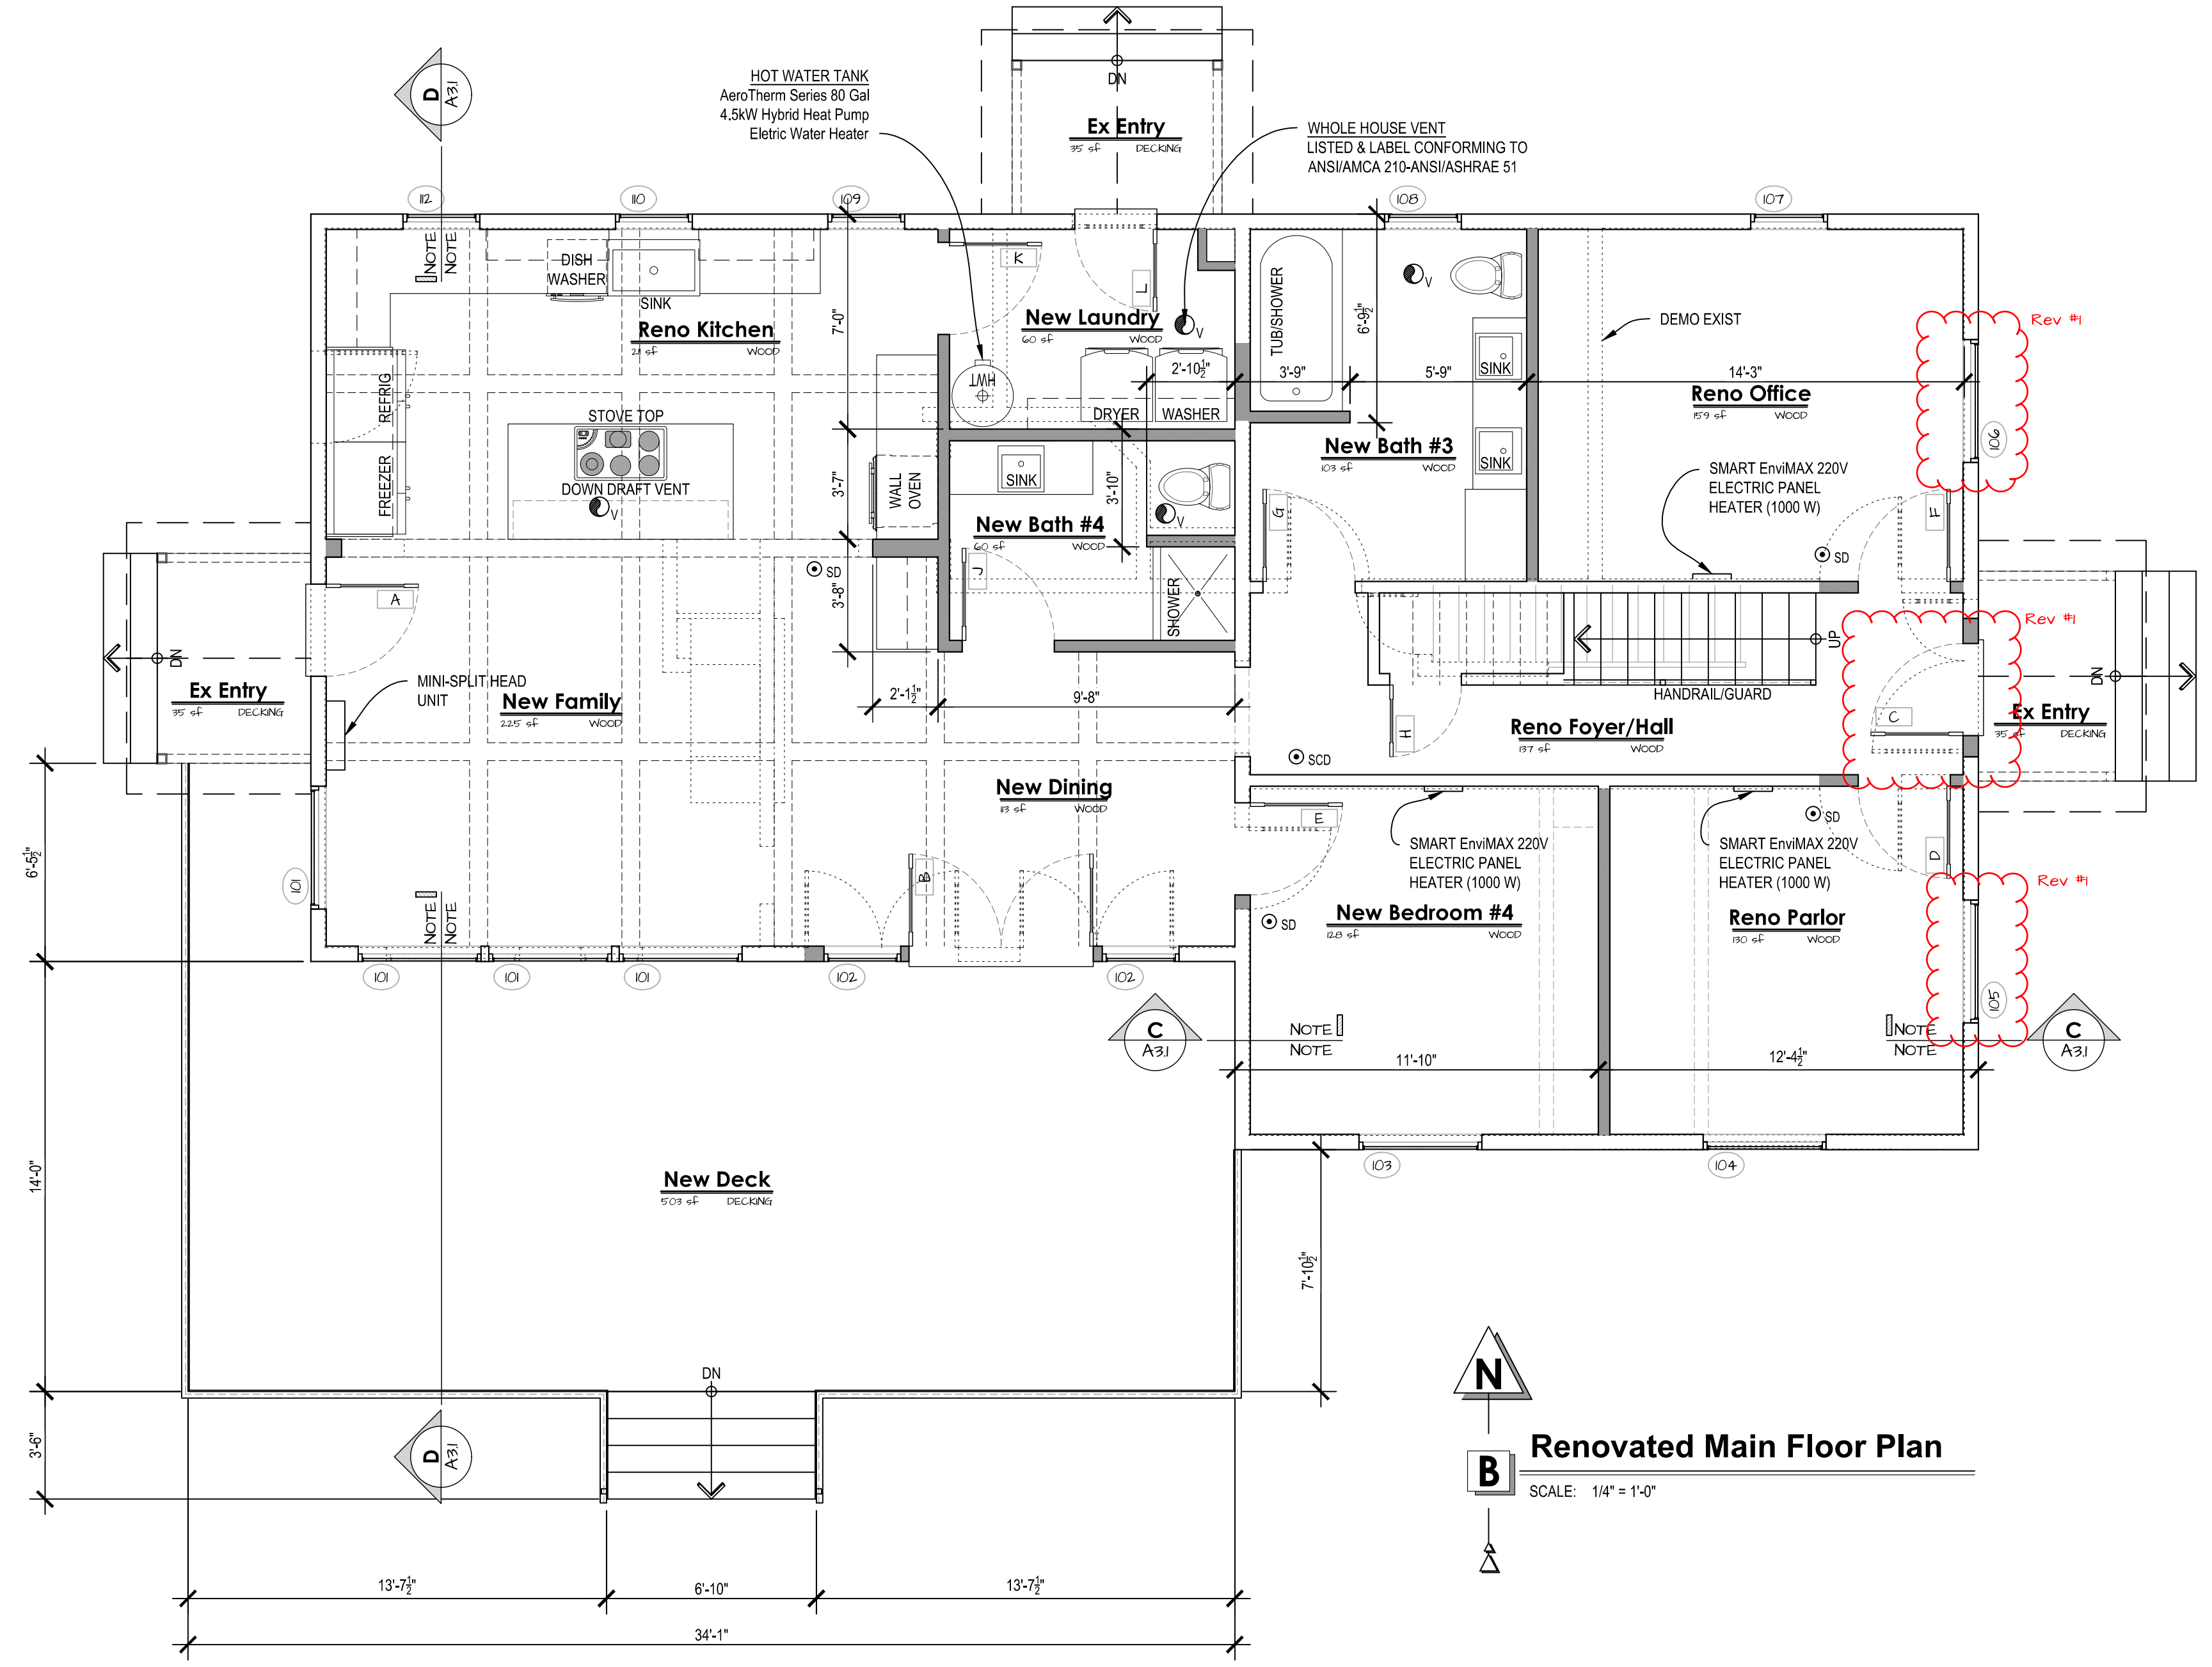 HOT WATER TANK
AeroTherm Series 80 Gal
4.5kW Hybrid Heat Pump
Eletric Water Heater
D
A3.1
DN
Ex Entry
35 sf DECKING
WHOLE HOUSE VENT
LISTED & LABEL CONFORMING TO
ANSI/AMCA 210-ANSI/ASHRAE 51
112
110
109
108
107
NOTE
NOTE
DISH
WASHER
SINK
Reno Kitchen
21 sf WOOD
7'-0"
K
L
New Laundry
60 sf WOOD
V
HWT
DRYER
WASHER
2'-10½"
TUB/SHOWER
6'-9½"
V
3'-9"
5'-9"
14'-3"
SINK
SINK
DEMO EXIST
Rev #1
Reno Office
159 sf WOOD
106
REFRIG
FREEZER
STOVE TOP
DOWN DRAFT VENT
V
3'-7"
WALL
OVEN
SINK
3'-10"
New Bath #4
60 sf WOOD
V
New Bath #3
103 sf WOOD
SMART EnviMAX 220V
ELECTRIC PANEL
HEATER (1000 W)
G
F
SD
A
SD
3'-8"
J
SHOWER
UP
Rev #1
DN
Ex Entry
35 sf DECKING
MINI-SPLIT HEAD
UNIT
New Family
225 sf WOOD
2'-1½"
9'-8"
HANDRAIL/GUARD
H
Reno Foyer/Hall
137 sf WOOD
C
DN
Ex Entry
35 sf DECKING
SCD
New Dining
113 sf WOOD
E
SD
6'-5½"
101
B
SMART EnviMAX 220V
ELECTRIC PANEL
HEATER (1000 W)
SMART EnviMAX 220V
ELECTRIC PANEL
HEATER (1000 W)
D
Rev #1
NOTE
NOTE
SD
New Bedroom #4
128 sf WOOD
Reno Parlor
130 sf WOOD
101
101
101
102
102
105
C
A3.1
NOTE
NOTE
NOTE
NOTE
C
A3.1
11'-10"
12'-4½"
103
104
14'-0"
New Deck
503 sf DECKING
7'-10½"
DN
3'-6"
D
A3.1
N
B
Renovated Main Floor Plan
SCALE: 1/4" = 1'-0"
13'-7½"
6'-10"
13'-7½"
34'-1"